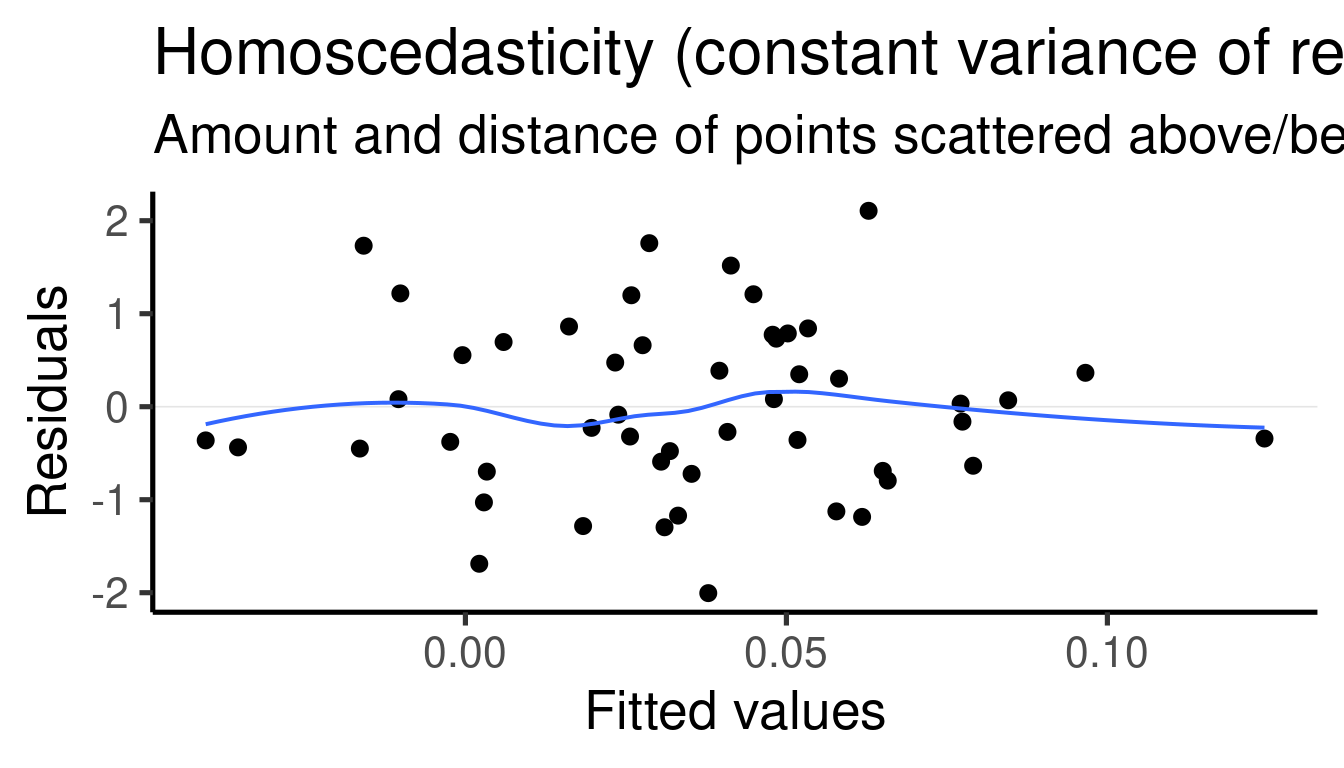 Homoscedasticity (constant variance of re
Amount and distance of points scattered above/be
2
1
0
-1
-2
Residuals
0.00 0.05 0.10
Fitted values